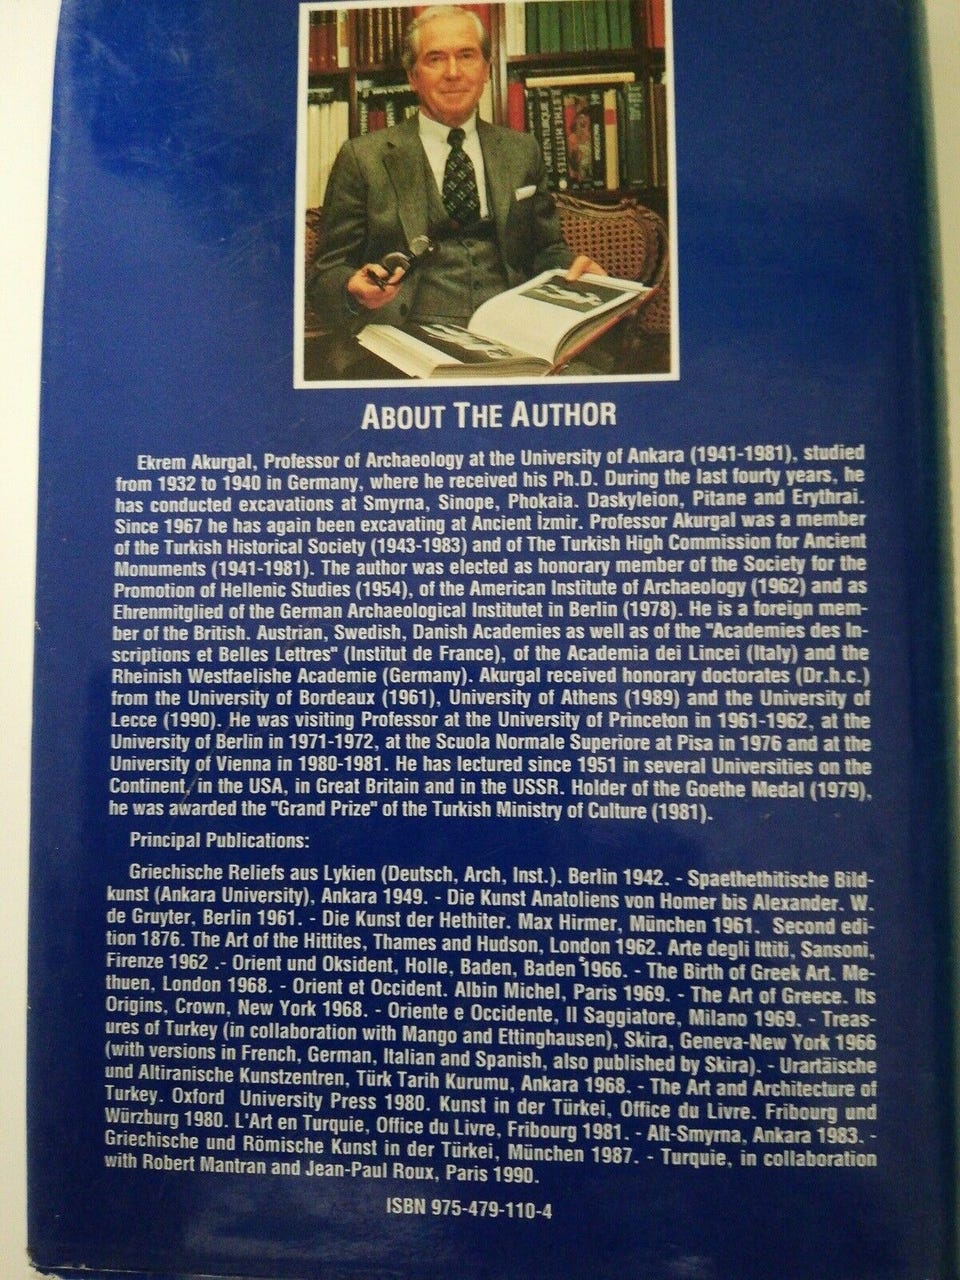 L'ART EN TURQUIE
THE HITTITES
ABOUT THE AUTHOR
Ekrem Akurgal, Professor of Archaeology at the University of Ankara (1941-1981), studied
from 1932 to 1940 in Germany, where he received his Ph.D. During the last fourty years, he
has conducted excavations at Smyrna, Sinope, Phokaia. Daskyleion, Pitane and Erythrai.
Since 1967 he has again been excavating at Ancient İzmir. Professor Akurgal was a member
of the Turkish Historical Society (1943-1983) and of The Turkish High Commission for Ancient
Monuments (1941-1981). The author was elected as honorary member of the Society for the
Promotion of Hellenic Studies (1954), of the American Institute of Archaeology (1962) and as
Ehrenmitglied of the German Archaeological Institutet in Berlin (1978). He is a foreign mem-
ber of the British. Austrian, Swedish, Danish Academies as well as of the "Academies des In-
scriptions et Belles Lettres" (Institut de France), of the Academia dei Lincei (Italy) and the
Rheinish Westfaelishe Academie (Germany). Akurgal received honorary doctorates (Dr.h.c.)
from the University of Bordeaux (1961), University of Athens (1989) and the University of
Lecce (1990). He was visiting Professor at the University of Princeton in 1961-1962, at the
University of Berlin in 1971-1972, at the Scuola Normale Superiore at Pisa in 1976 and at the
University of Vienna in 1980-1981. He has lectured since 1951 in several Universities on the
Continent, in the USA, in Great Britain and in the USSR. Holder of the Goethe Medal (1979),
he was awarded the "Grand Prize" of the Turkish Ministry of Culture (1981).
Principal Publications:
Griechische Reliefs aus Lykien (Deutsch, Arch, Inst.). Berlin 1942. - Spaethethitische Bild-
kunst (Ankara University), Ankara 1949. - Die Kunst Anatoliens von Homer bis Alexander. W.
de Gruyter, Berlin 1961. - Die Kunst der Hethiter. Max Hirmer, München 1961. Second edi-
tion 1876. The Art of the Hittites, Thames and Hudson, London 1962. Arte degli Ittiti, Sansoni,
Firenze 1962 .- Orient und Oksident, Holle, Baden, Baden 1966. - The Birth of Greek Art. Me-
thuen, London 1968. - Orient et Occident. Albin Michel, Paris 1969. - The Art of Greece. Its
Origins, Crown, New York 1968. - Oriente e Occidente, Il Saggiatore, Milano 1969. - Treas-
ures of Turkey (in collaboration with Mango and Ettinghausen), Skira, Geneva-New York 1966
(with versions in French, German, Italian and Spanish, also published by Skira). - Urartäische
und Altiranische Kunstzentren, Türk Tarih Kurumu, Ankara 1968. - The Art and Architecture of
Turkey. Oxford University Press 1980. Kunst in der Türkei, Office du Livre. Fribourg und
Würzburg 1980. L'Art en Turquie, Office du Livre, Fribourg 1981. - Alt-Smyrna, Ankara 1983. -
Griechische und Römische Kunst in der Türkei, München 1987. - Turquie, in collaboration
with Robert Mantran and Jean-Paul Roux, Paris 1990.
ISBN 975-479-110-4